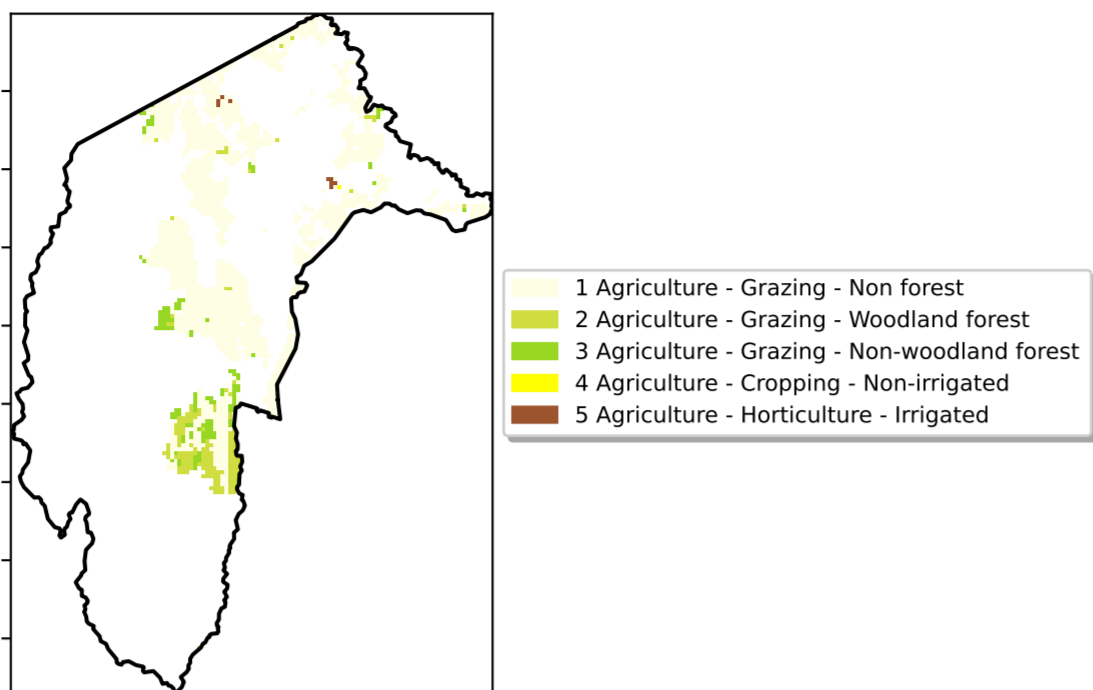 1 Agriculture - Grazing - Non forest
2 Agriculture - Grazing - Woodland forest
3 Agriculture - Grazing - Non-woodland forest
4 Agriculture - Cropping - Non-irrigated
5 Agriculture - Horticulture - Irrigated